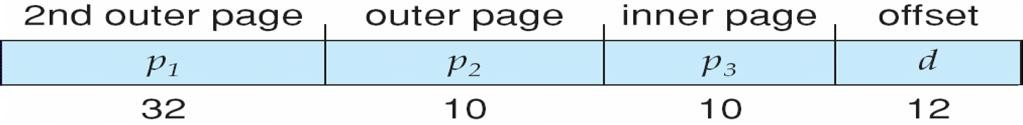 2nd outer page outer page inner page offset
p1 p2 p3 d
32 10 10 12